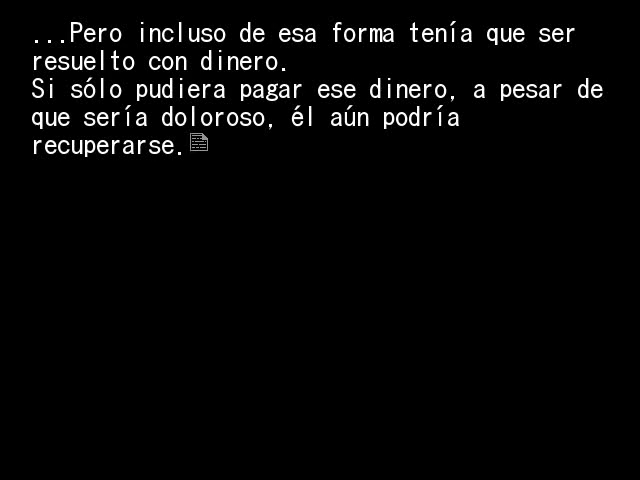 ...Pero incluso de esa forma tenía que ser
resuelto con dinero.
Si sólo pudiera pagar ese dinero, a pesar de
que sería doloroso, él aún podría
recuperarse.